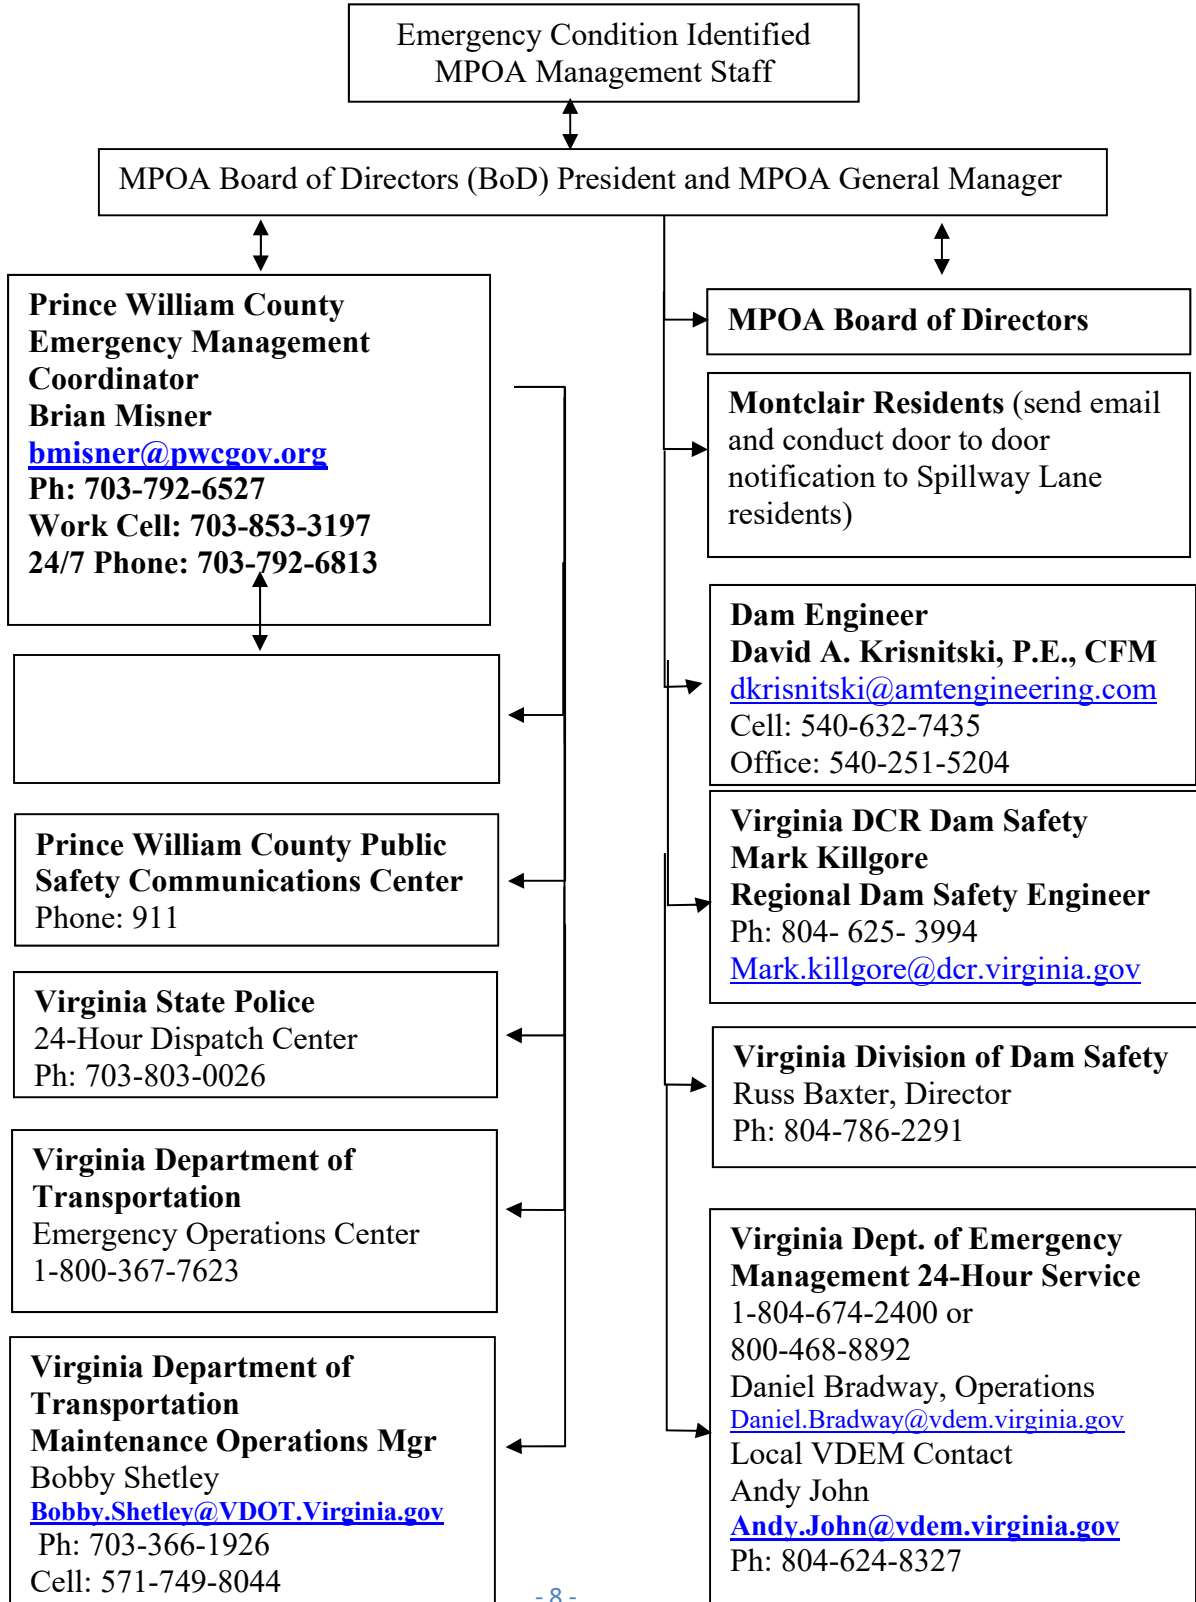 Emergency Condition Identified
MPOA Management Staff
MPOA Board of Directors (BoD) President and MPOA General Manager
Prince William County
Emergency Management
Coordinator
Brian Misner
bmisner@pwcgov.org
Ph: 703-792-6527
Work Cell: 703-853-3197
24/7 Phone: 703-792-6813
Prince William County Public
Safety Communications Center
Phone: 911
Virginia State Police
24-Hour Dispatch Center
Ph: 703-803-0026
Virginia Department of
Transportation
Emergency Operations Center
1-800-367-7623
Virginia Department of
Transportation
Maintenance Operations Mgr
Bobby Shetley
Bobby.Shetley@VDOT.Virginia.gov
Ph: 703-366-1926
Cell: 571-749-8044
MPOA Board of Directors
Montclair Residents (send email
and conduct door to door
notification to Spillway Lane
residents)
Dam Engineer
David A. Krisnitski, P.E., CFM
dkrisnitski@amtengineering.com
Cell: 540-632-7435
Office: 540-251-5204
Virginia DCR Dam Safety
Mark Killgore
Regional Dam Safety Engineer
Ph: 804- 625- 3994
Mark.killgore@dcr.virginia.gov
Virginia Division of Dam Safety
Russ Baxter, Director
Ph: 804-786-2291
Virginia Dept. of Emergency
Management 24-Hour Service
1-804-674-2400 or
800-468-8892
Daniel Bradway, Operations
Daniel.Bradway@vdem.virginia.gov
Local VDEM Contact
Andy John
Andy.John@vdem.virginia.gov
Ph: 804-624-8327
- 8 -